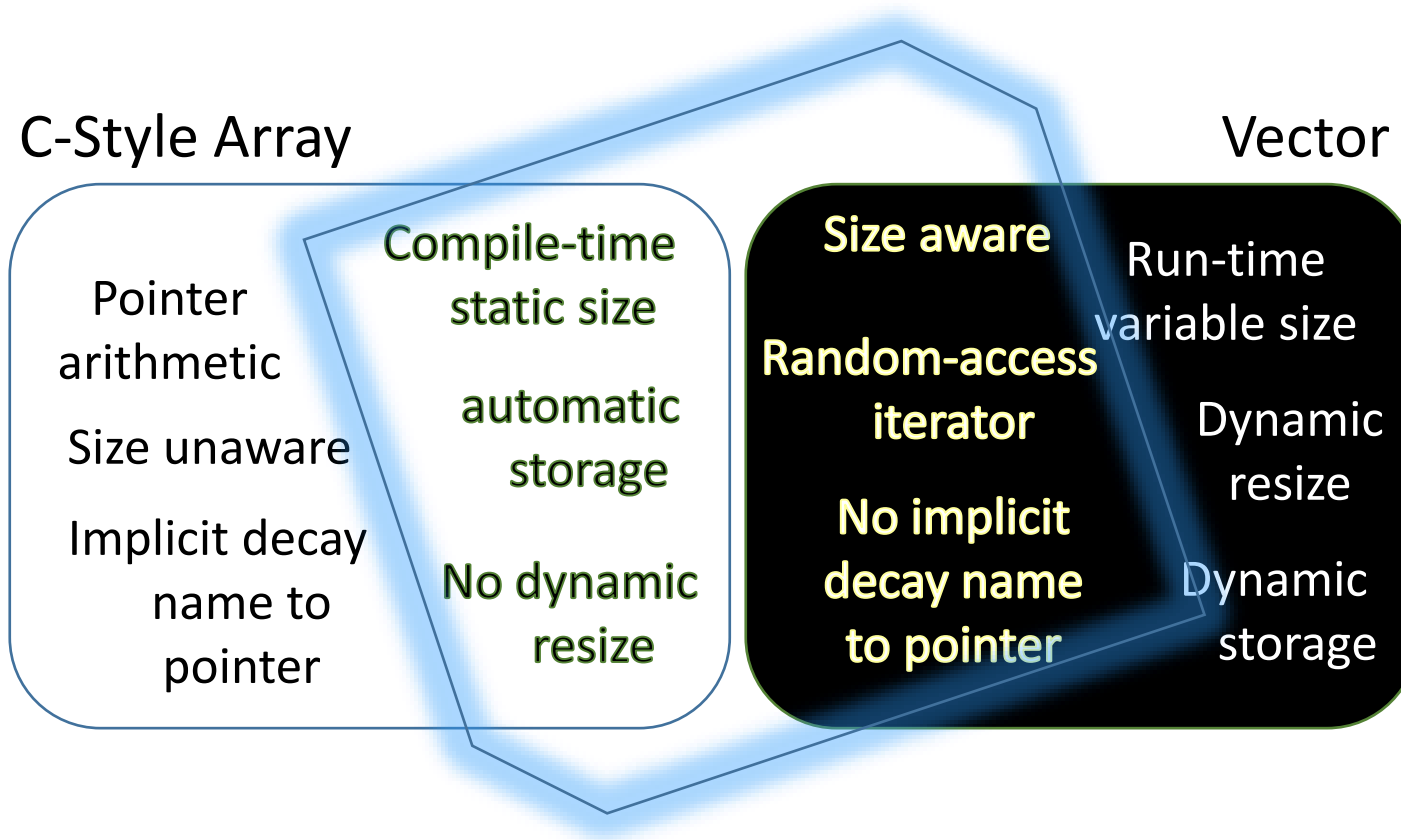 C-Style Array
Vector
Pointer
arithmetic
Size unaware
Implicit decay
name to
pointer
Compile-time
static size
automatic
storage
No dynamic
resize
Size aware
Random-access
iterator
No implicit
decay name
to pointer
Run-time
variable size
Dynamic
resize
Dynamic
storage